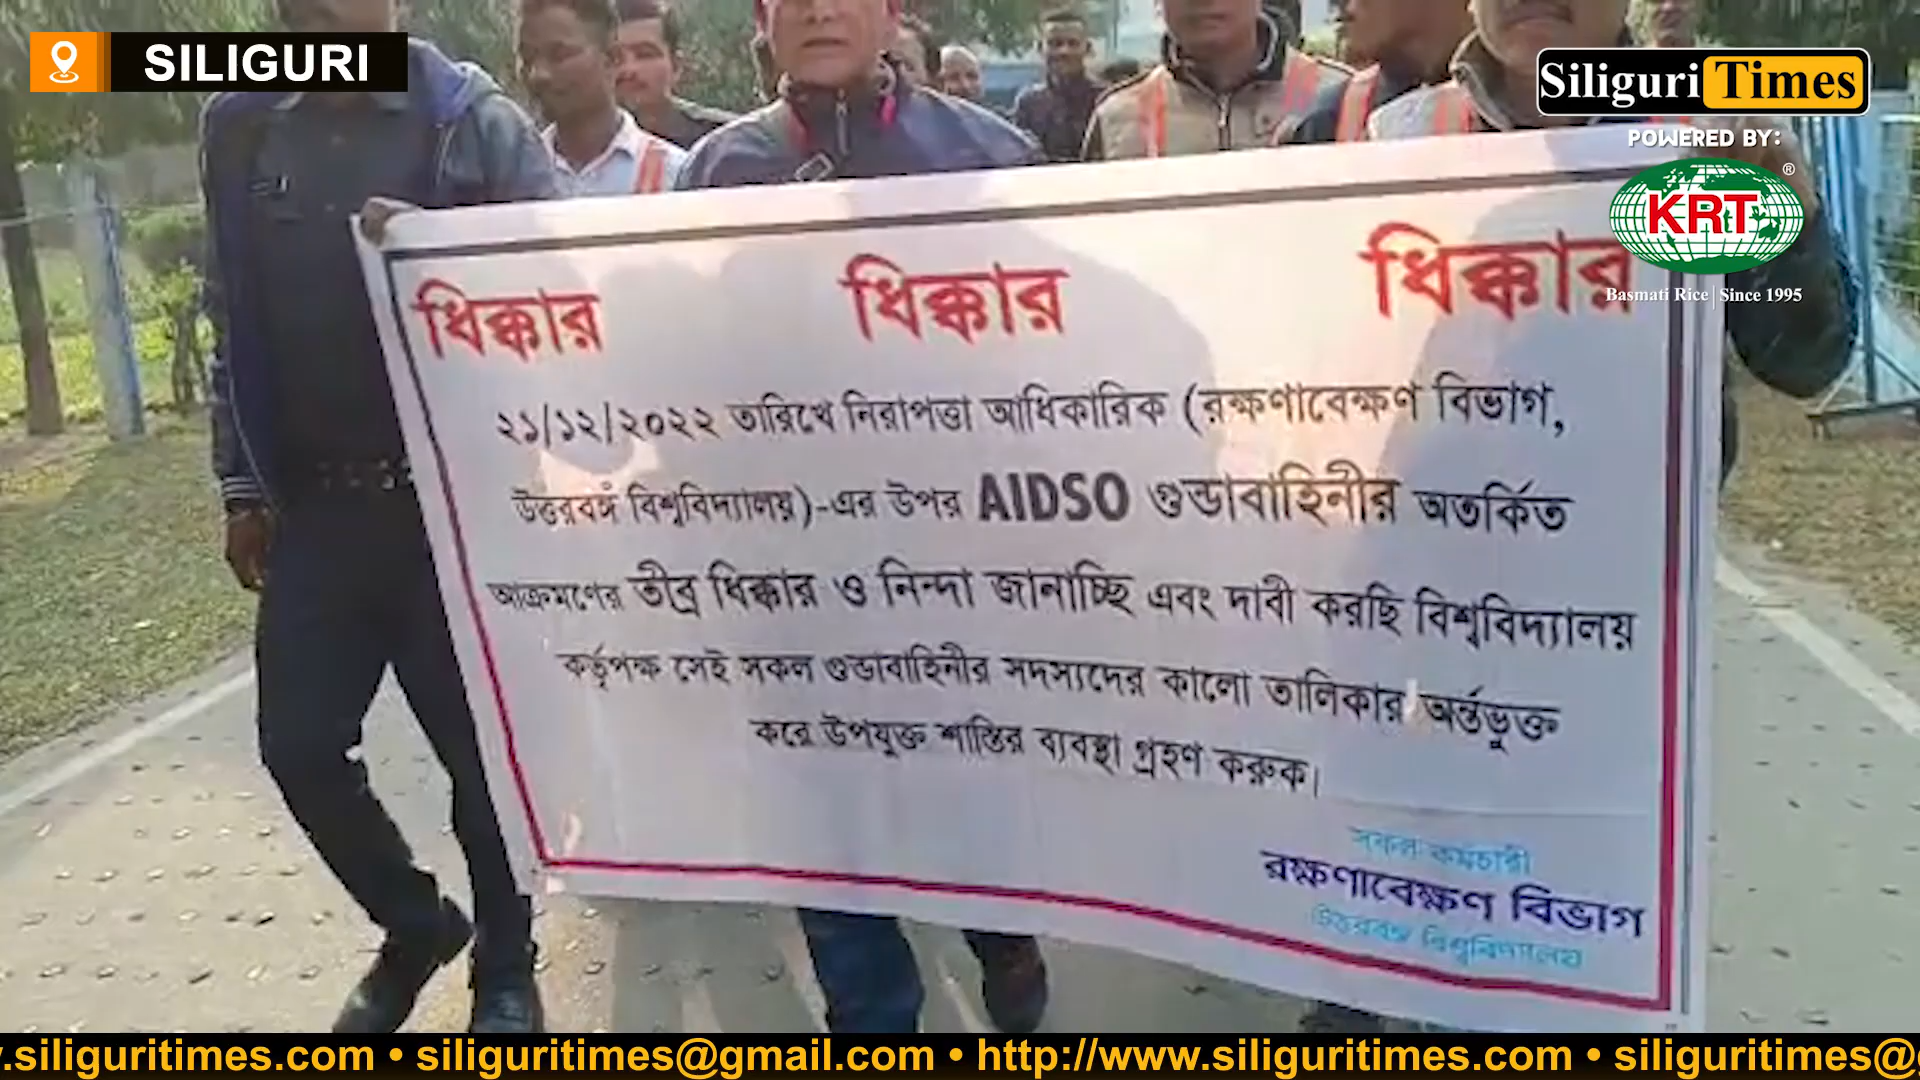 SILIGURI
Siliguri Times
POWERED BY:
KRT
®
Basmati Rice | Since 1995
ধিক্কার ধিক্কার ধিক্কার
২১/১২/২০২২ তারিখে নিরাপত্তা আধিকারিক (রক্ষণাবেক্ষণ বিভাগ,
উত্তরবঙ্গ বিশ্ববিদ্যালয়)-এর উপর AIDSO গুন্ডাবাহিনীর অতর্কিত
আক্রমণের তীব্র ধিক্কার ও নিন্দা জানাচ্ছি এবং দাবী করছি বিশ্ববিদ্যালয়
কর্তৃপক্ষ সেই সকল গুন্ডাবাহিনীর সদস্যদের কালো তালিকার অর্ন্তভুক্ত
করে উপযুক্ত শাস্তির ব্যবস্থা গ্রহণ করুক।
সকল কর্মচারী
রক্ষণাবেক্ষণ বিভাগ
উত্তরবঙ্গ বিশ্ববিদ্যালয়
.siliguritimes.com • siliguritimes@gmail.com • http://www.siliguritimes.com • siliguritimes@